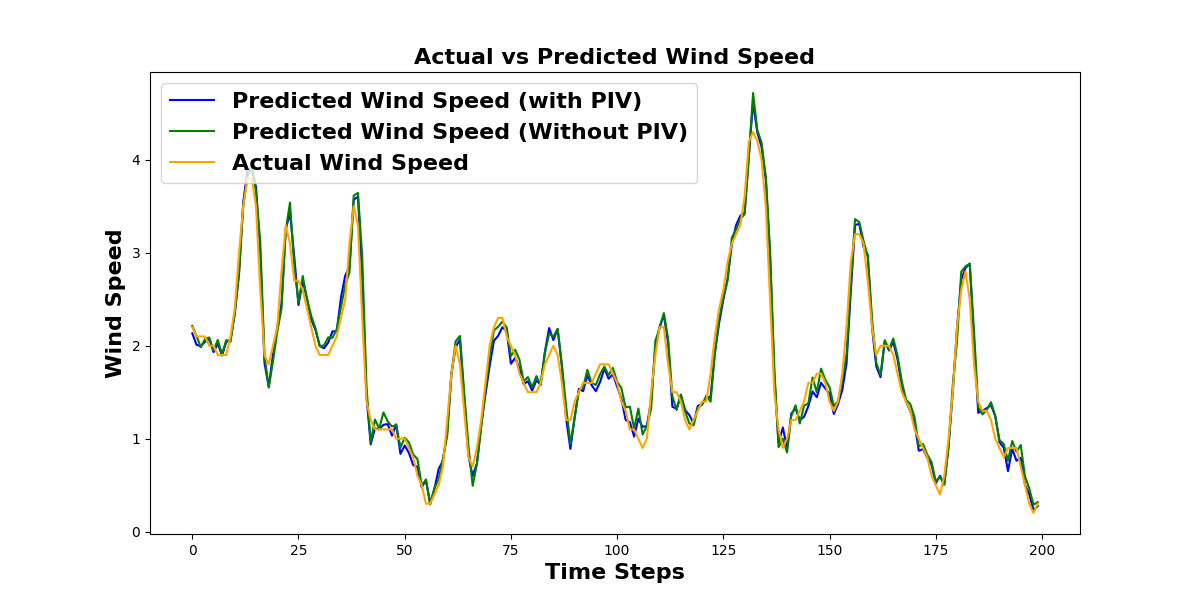 Actual vs Predicted Wind Speed
Predicted Wind Speed (with PIV)
Predicted Wind Speed (Without PIV)
Actual Wind Speed
Wind Speed
4
3
2
1
0
0 25 50 75 100 125 150 175 200
Time Steps